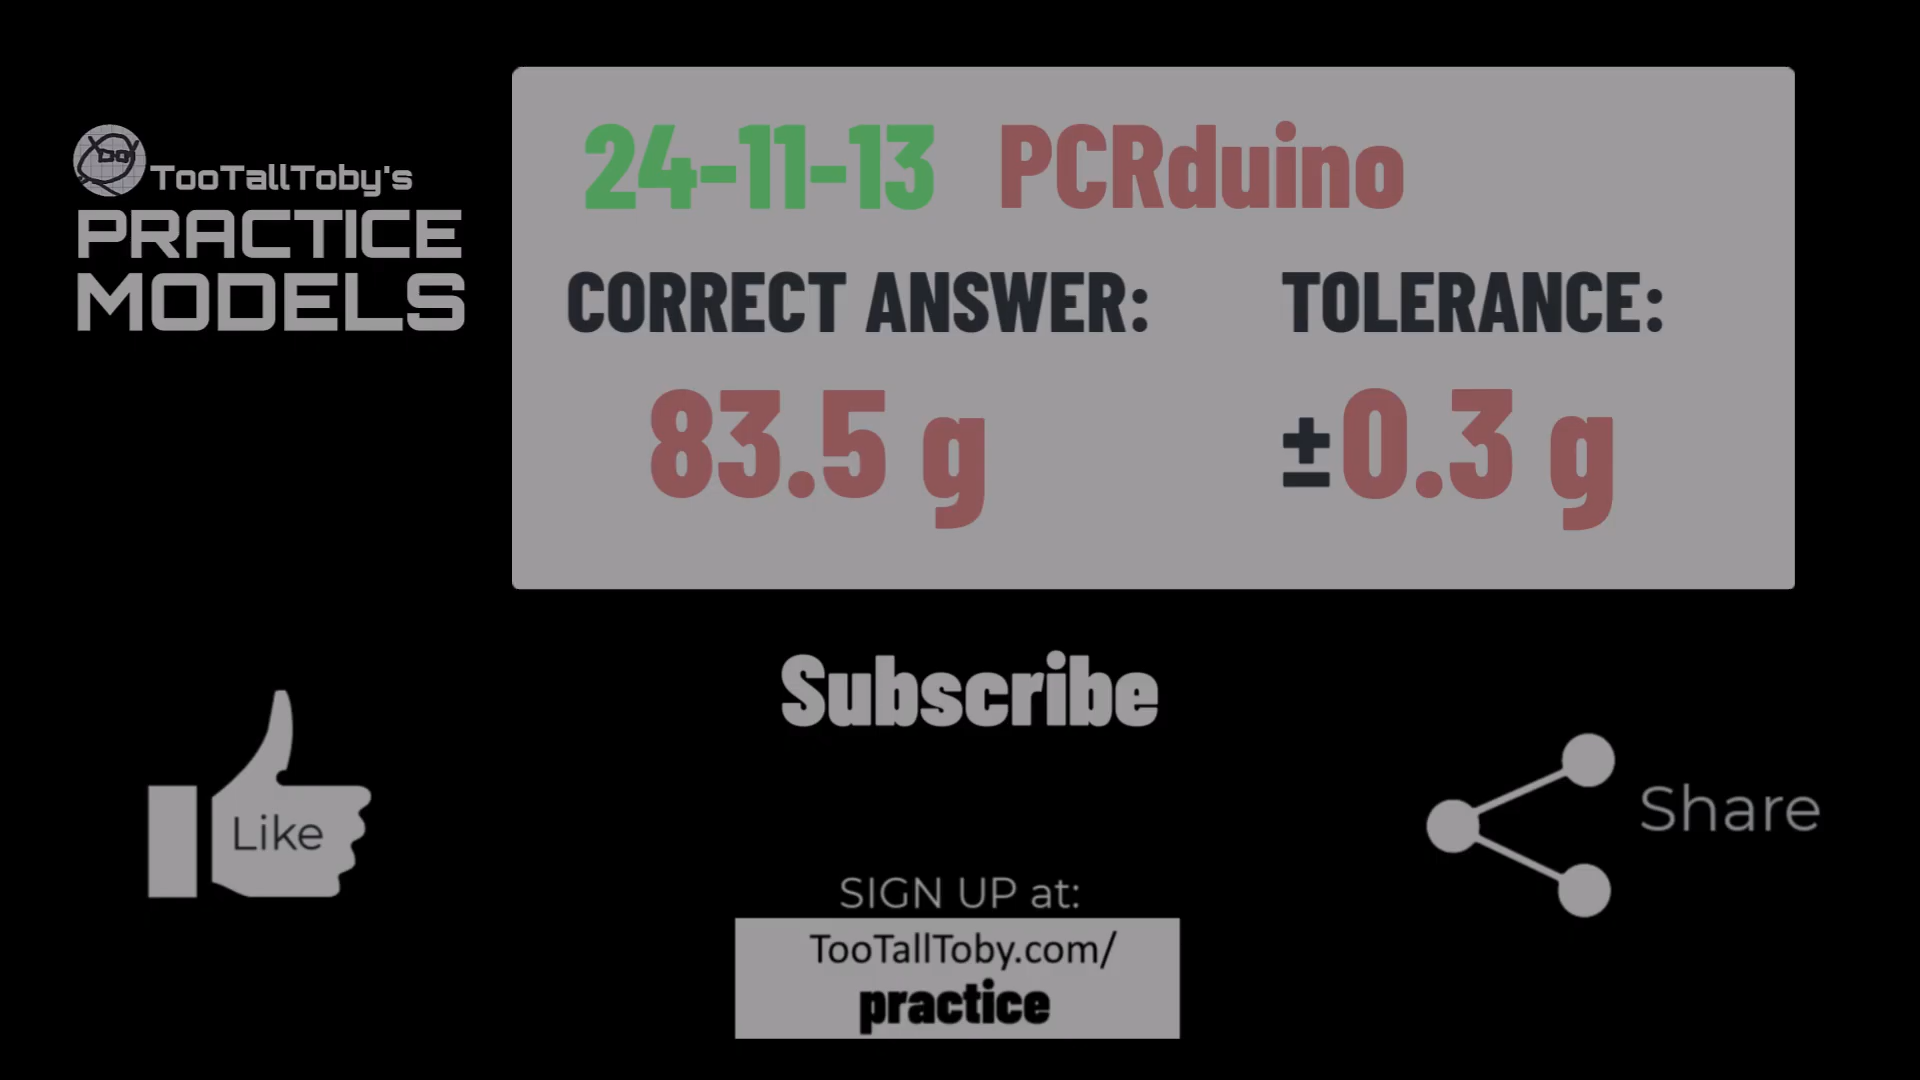 TooTallToby's
PRACTICE
MODELS
24-11-13 PCRduino
CORRECT ANSWER: TOLERANCE:
83.5 g ±0.3 g
Subscribe
Like
Share
SIGN UP at:
TooTallToby.com/
practice